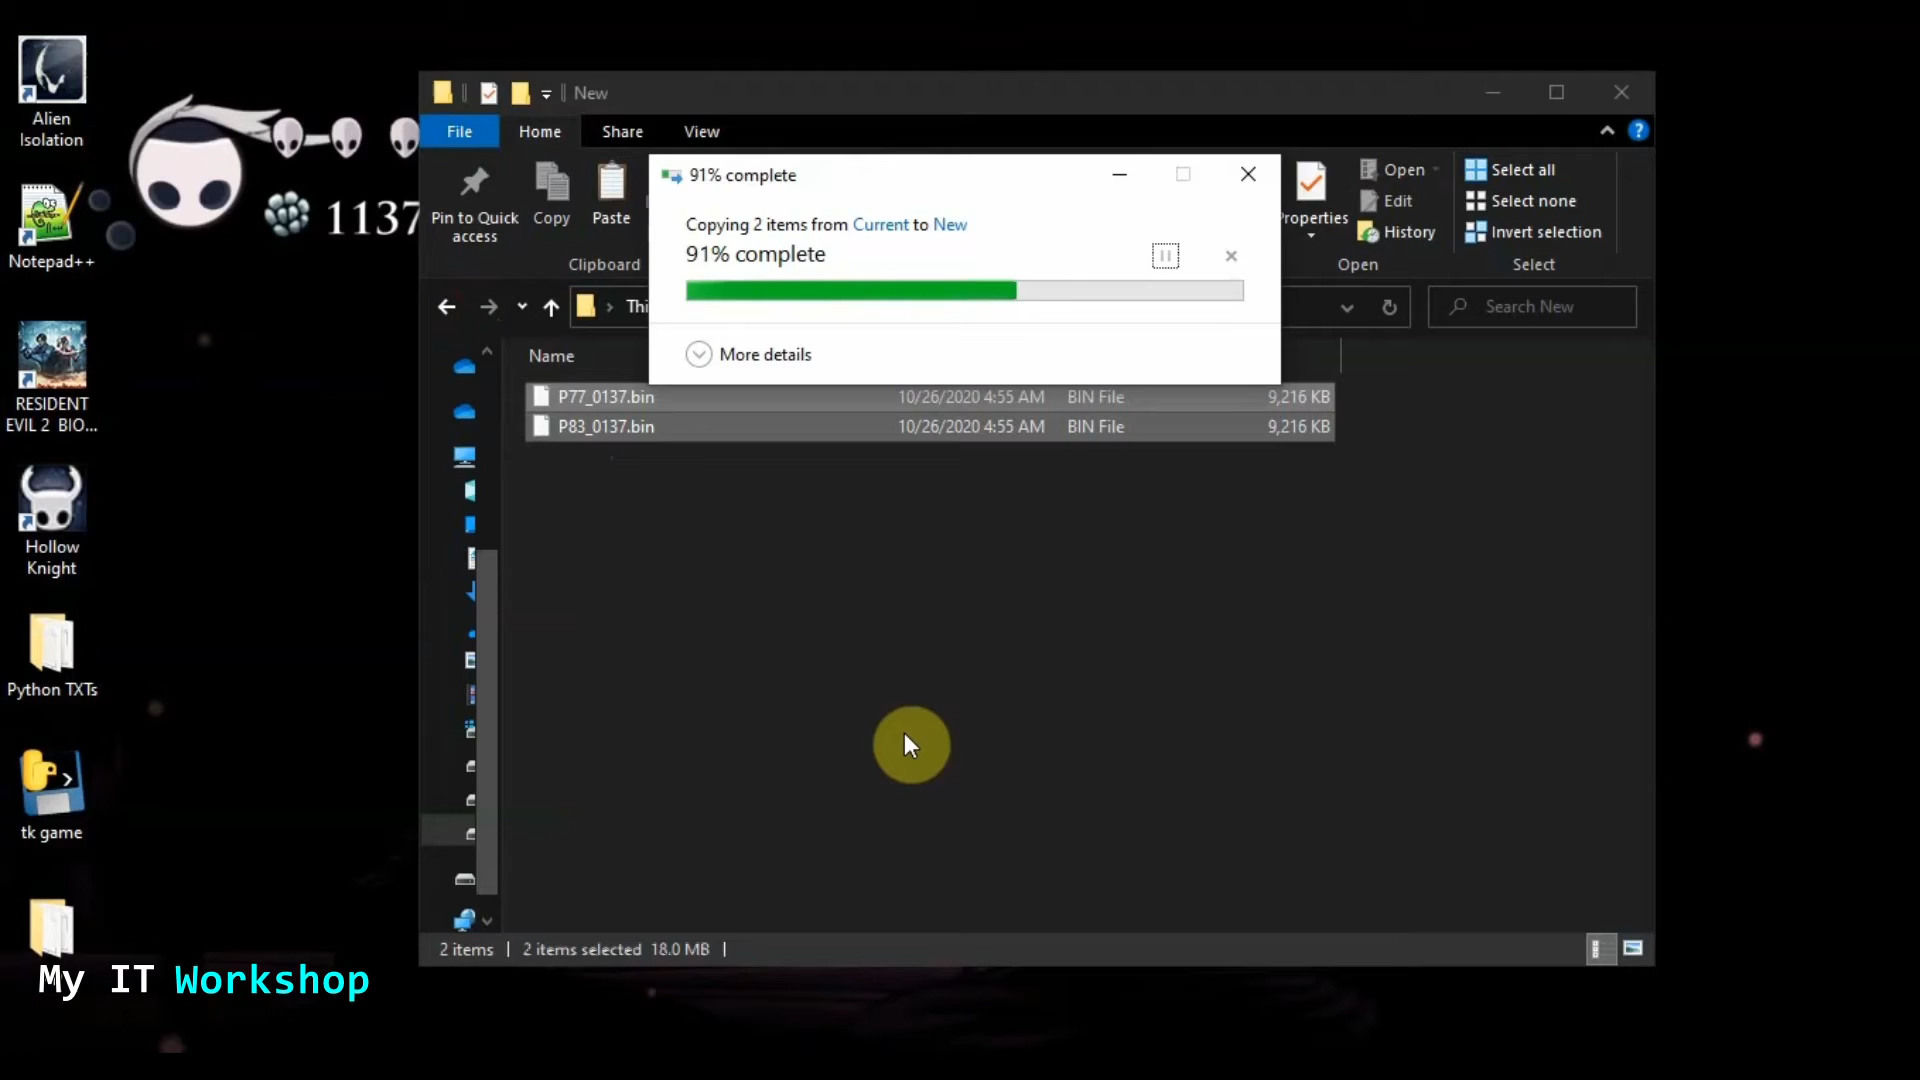 Alien
Isolation
Notepad++
RESIDENT
EVIL 2 BIO...
Hollow
Knight
Python TXTs
tk game
1137
New
File
Home
Share
View
?
Pin to Quick
access
Copy
Paste
Clipboard
Properties
Open
Edit
History
Open
Select all
Select none
Invert selection
Select
91% complete
Copying 2 items from Current to New
91% complete
More details
Thi
Search New
Name
P77_0137.bin 10/26/2020 4:55 AM BIN File 9,216 KB
P83_0137.bin 10/26/2020 4:55 AM BIN File 9,216 KB
2 items 2 items selected 18.0 MB
My IT Workshop